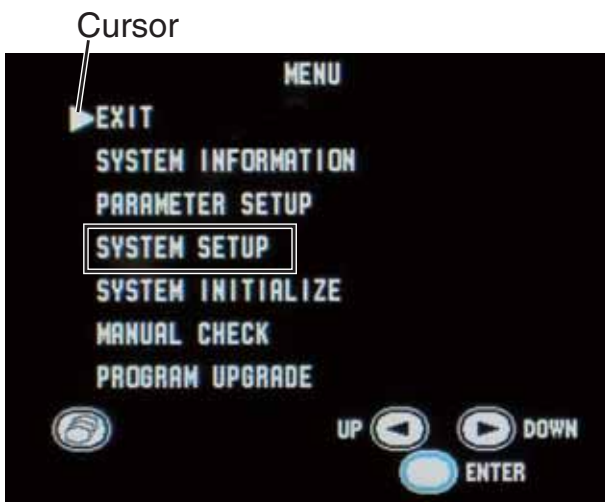 Cursor
MENU
EXIT
SYSTEM INFORMATION
PARAMETER SETUP
SYSTEM SETUP
SYSTEM INITIALIZE
MANUAL CHECK
PROGRAM UPGRADE
UP DOWN
ENTER